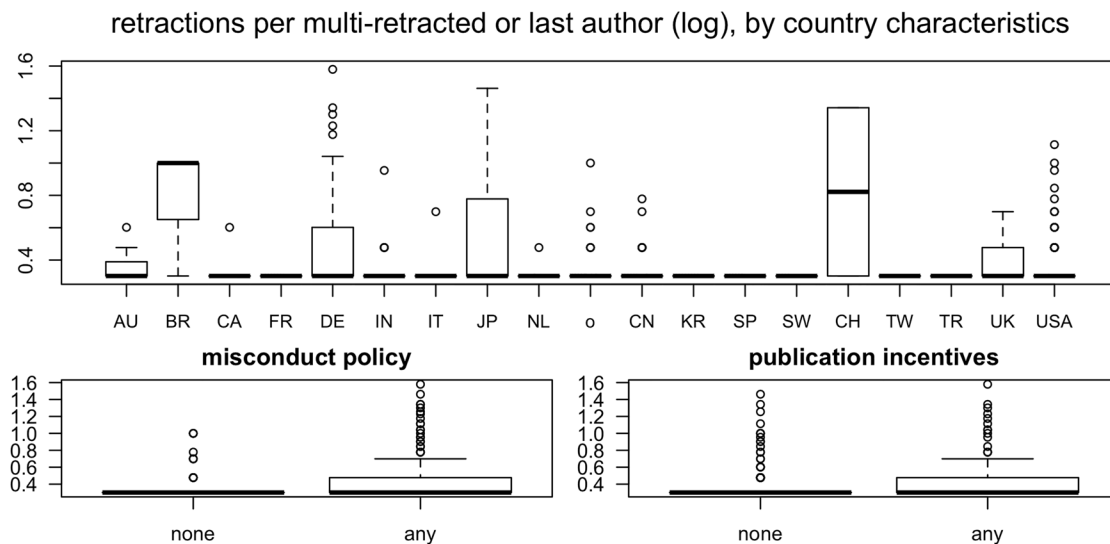 retractions per multi-retracted or last author (log), by country characteristics
1.6
1.2
0.8
0.4
AU BR CA FR DE IN IT JP NL o CN KR SP SW CH TW TR UK USA
misconduct policy publication incentives
1.6 1.6
1.4 1.4
1.2 1.2
1.0 1.0
0.8 0.8
0.6 0.6
0.4 0.4
none any none any